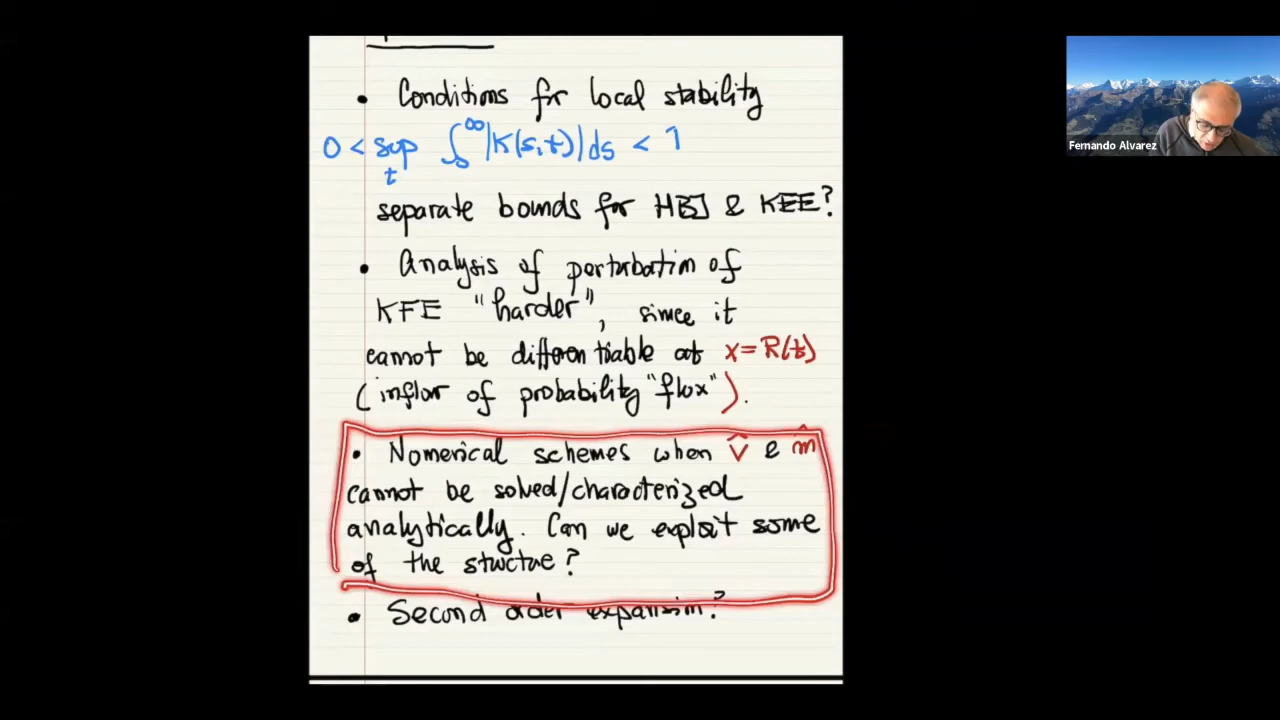 • Conditions for local stability
0 < sup_t ∫_0^∞ |K(s,t)| ds < 1
separate bounds for HBJ & KEE?
• Analysis of perturbation of
KFE "harder", since it
cannot be differentiable at x = R(t)
(inflow of probability "flux").
• Numerical schemes when v̂ & m̂
cannot be solved/characterized
analytically. Can we exploit some
of the structure?
• Second order expansion?
Fernando Alvarez